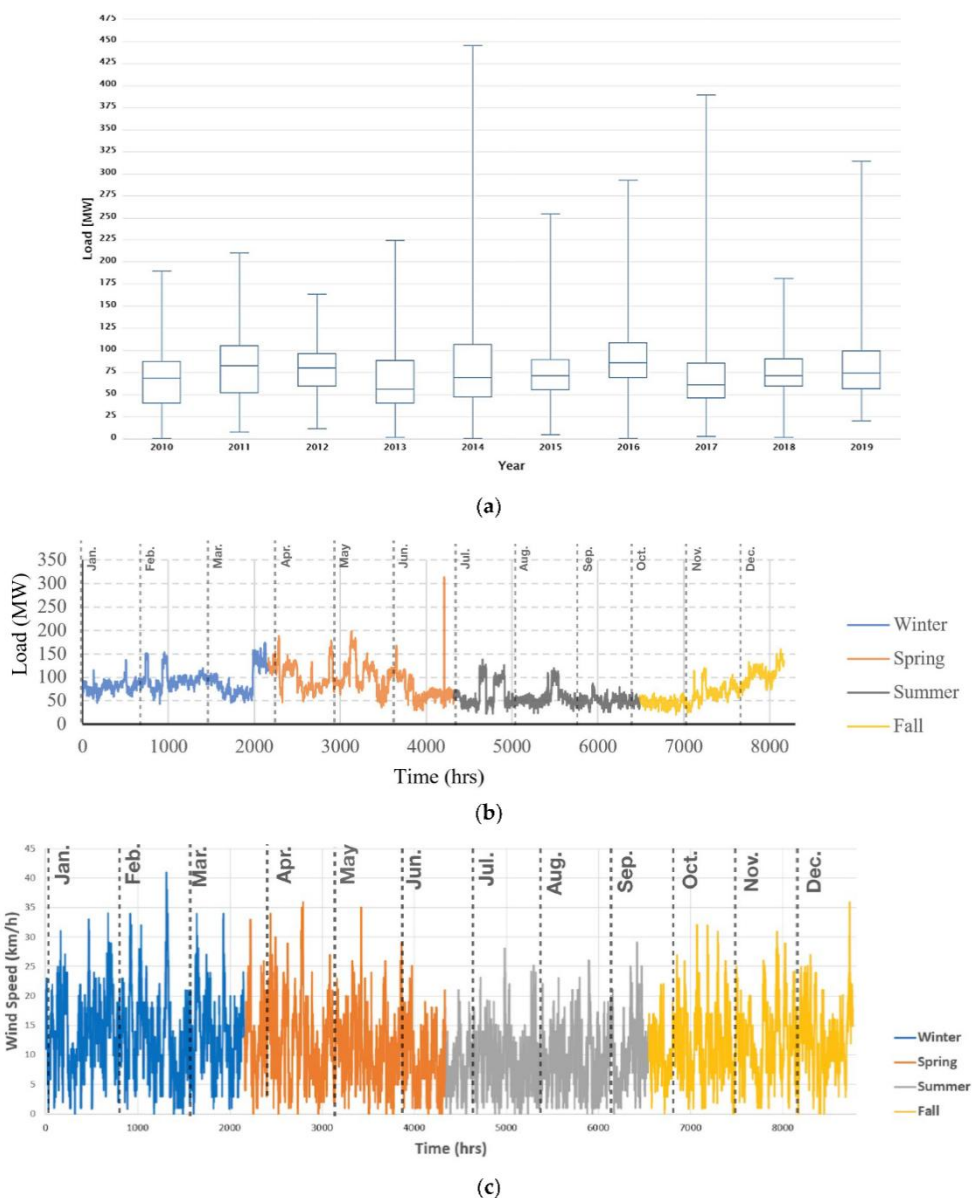 475
450
425
400
375
350
325
300
275
250
225
200
175
150
125
100
75
50
25
0
Load [MW]
2010 2011 2012 2013 2014 2015 2016 2017 2018 2019
Year
(a)
Jan. Feb. Mar. Apr. May Jun. Jul. Aug. Sep. Oct. Nov. Dec.
350
300
250
200
150
100
50
0
Load (MW)
0 1000 2000 3000 4000 5000 6000 7000 8000
Time (hrs)
Winter
Spring
Summer
Fall
(b)
Jan. Feb. Mar. Apr. May Jun. Jul. Aug. Sep. Oct. Nov. Dec.
45
40
35
30
25
20
15
10
5
0
Wind Speed (km/h)
0 1000 2000 3000 4000 5000 6000 7000 8000
Time (hrs)
Winter
Spring
Summer
Fall
(c)